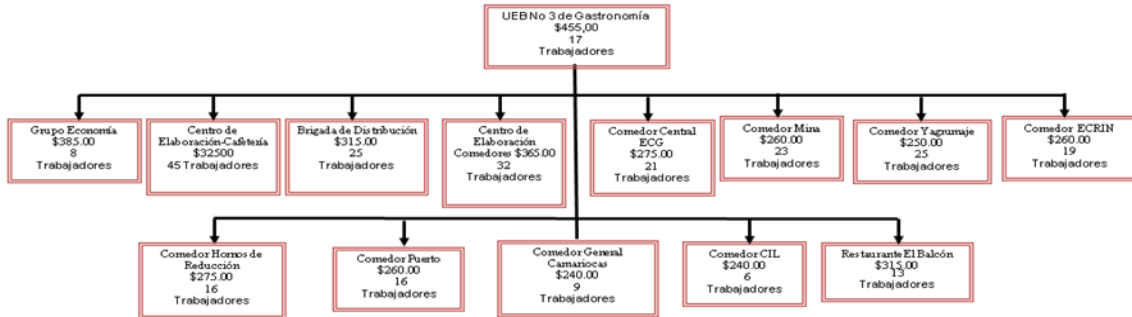 UEB No 3 de Gastronomía
$455,00
17
Trabajadores
Grupo Economía
$385.00
8
Trabajadores
Centro de
Elaboración-Cafetería
$32500
45 Trabajadores
Brigada de Distribución
$315.00
25
Trabajadores
Centro de
Elaboración
Comedores $365.00
32
Trabajadores
Comedor Central
ECG
$275.00
21
Trabajadores
Comedor Mina
$260.00
23
Trabajadores
Comedor Yagrumaje
$250.00
25
Trabajadores
Comedor ECRIN
$260.00
19
Trabajadores
Comedor Hornos de
Reducción
$275.00
16
Trabajadores
Comedor Puerto
$260.00
16
Trabajadores
Comedor General
Camariocas
$240.00
9
Trabajadores
Comedor CIL
$240.00
6
Trabajadores
Restaurante El Balcón
$315.00
13
Trabajadores